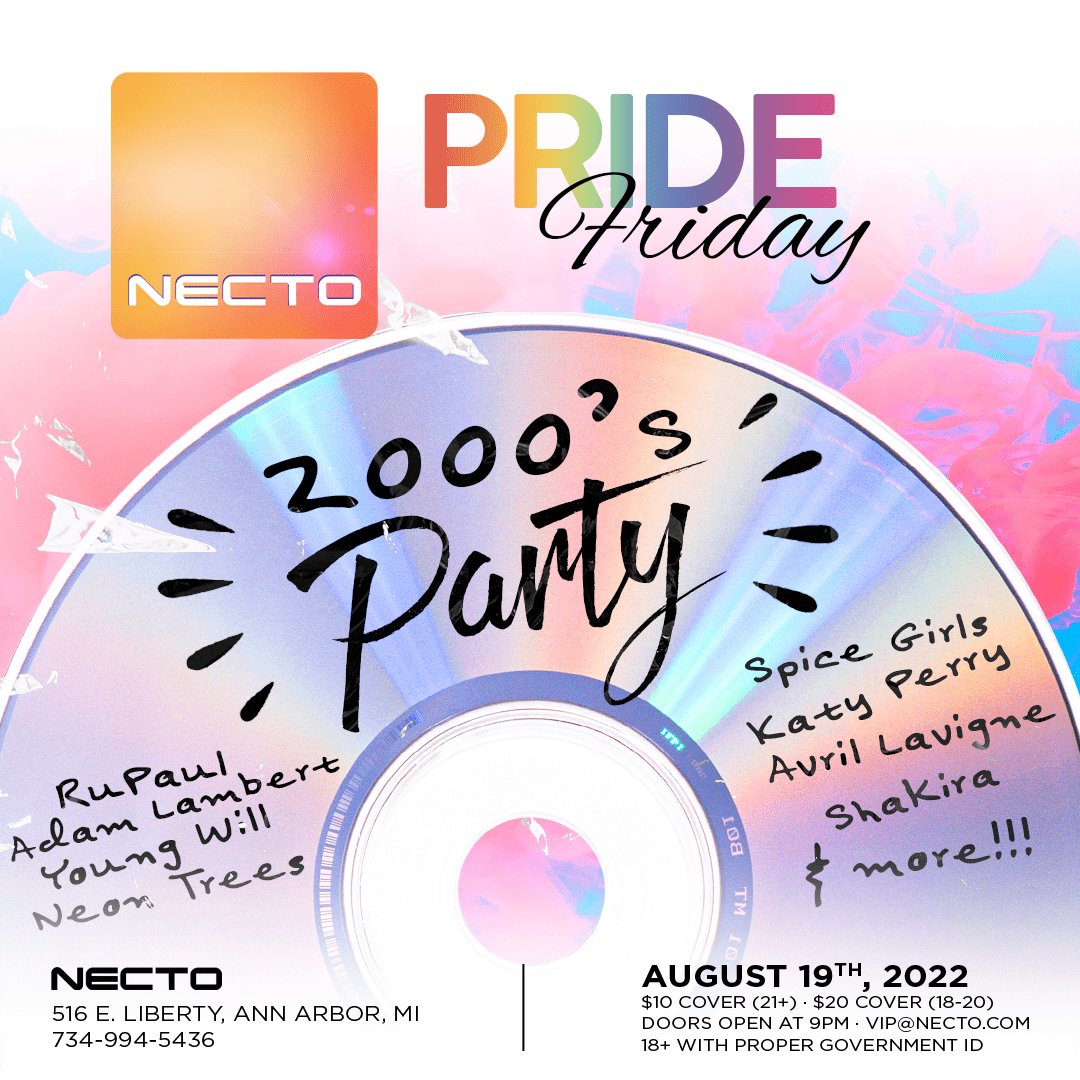 NECTO
PRIDE
Friday
2000's
Party
RuPaul
Adam Lambert
Young Will
Neon Trees
Spice Girls
Katy Perry
Avril Lavigne
Shakira
& more!!!
IFPI
NECTO
516 E. LIBERTY, ANN ARBOR, MI
734-994-5436
AUGUST 19TH, 2022
$10 COVER (21+) · $20 COVER (18-20)
DOORS OPEN AT 9PM · VIP@NECTO.COM
18+ WITH PROPER GOVERNMENT ID